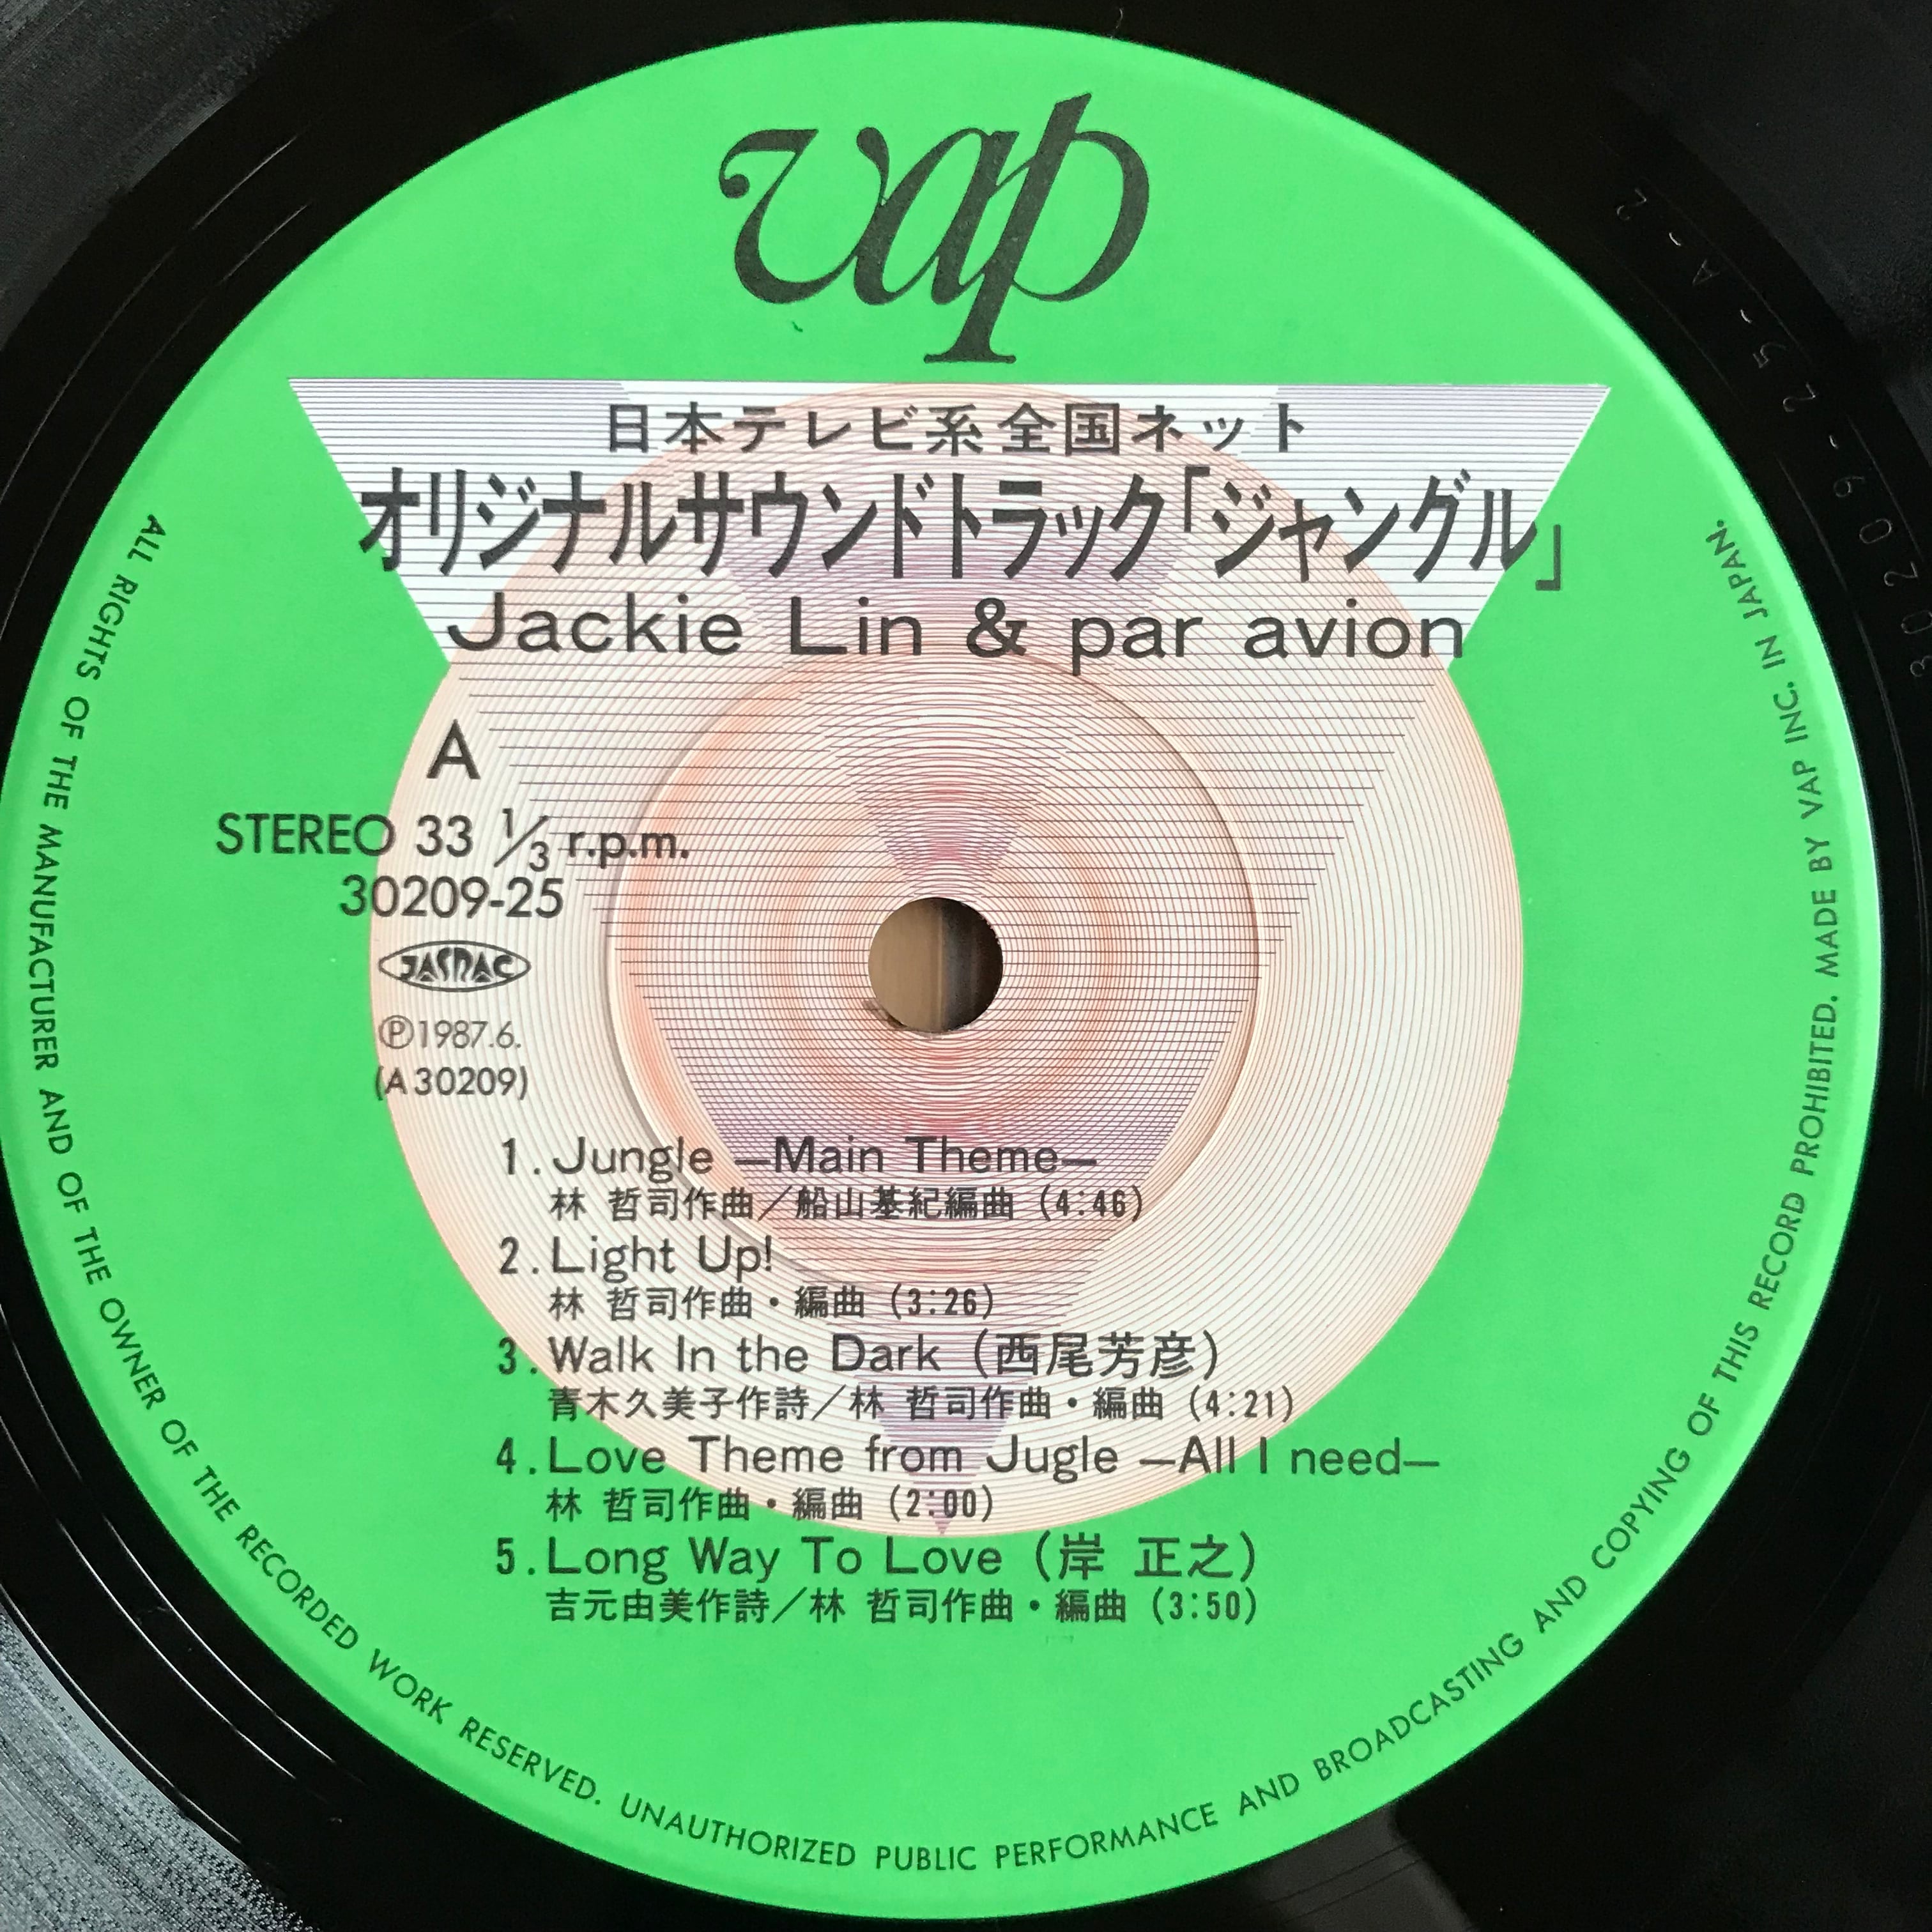 vap
日本テレビ系全国ネット
オリジナルサウンドトラック「ジャングル」
Jackie Lin & par avion
A
STEREO 33 1/3 r.p.m.
30209-25
JASRAC
Ⓟ1987.6.
(A30209)
1. Jungle —Main Theme—
林 哲司作曲／船山基紀編曲 (4:46)
2. Light Up!
林 哲司作曲・編曲 (3:26)
3. Walk In the Dark (西尾芳彦)
青木久美子作詩／林 哲司作曲・編曲 (4:21)
4. Love Theme from Jugle —All I need—
林 哲司作曲・編曲 (2:00)
5. Long Way To Love (岸 正之)
吉元由美作詩／林 哲司作曲・編曲 (3:50)
ALL RIGHTS OF THE MANUFACTURER AND OF THE OWNER OF THE RECORDED WORK RESERVED. UNAUTHORIZED PUBLIC PERFORMANCE AND BROADCASTING AND COPYING OF THIS RECORD PROHIBITED. MADE BY VAP INC. IN JAPAN.
30209-25-A-2